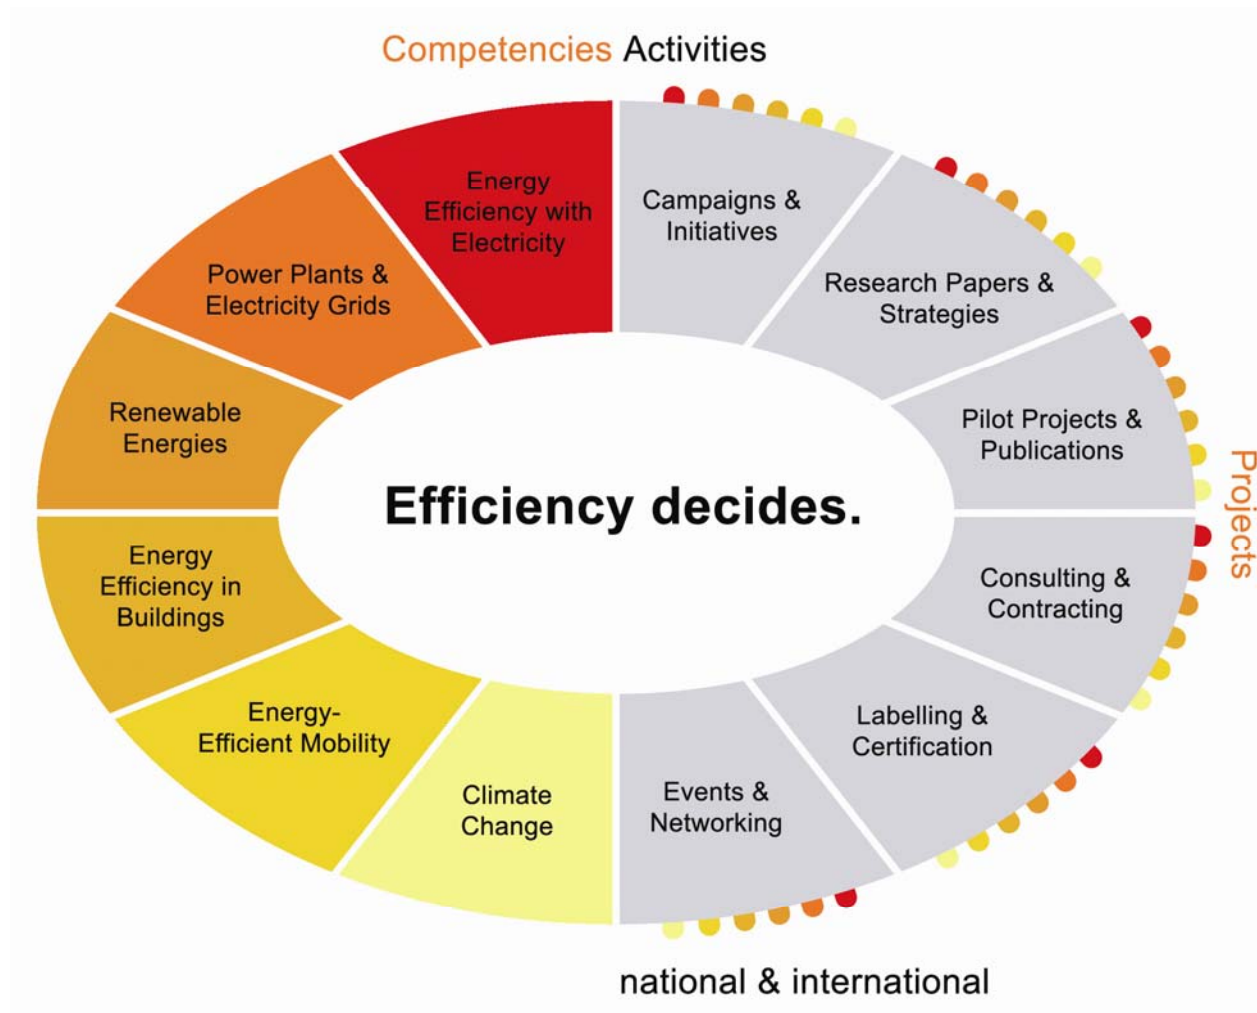 Competencies Activities
Energy
Efficiency with
Electricity
Campaigns &
Initiatives
Power Plants &
Electricity Grids
Research Papers &
Strategies
Renewable
Energies
Pilot Projects &
Publications
Projects
Efficiency decides.
Energy
Efficiency in
Buildings
Consulting &
Contracting
Energy-
Efficient Mobility
Labelling &
Certification
Climate
Change
Events &
Networking
national & international